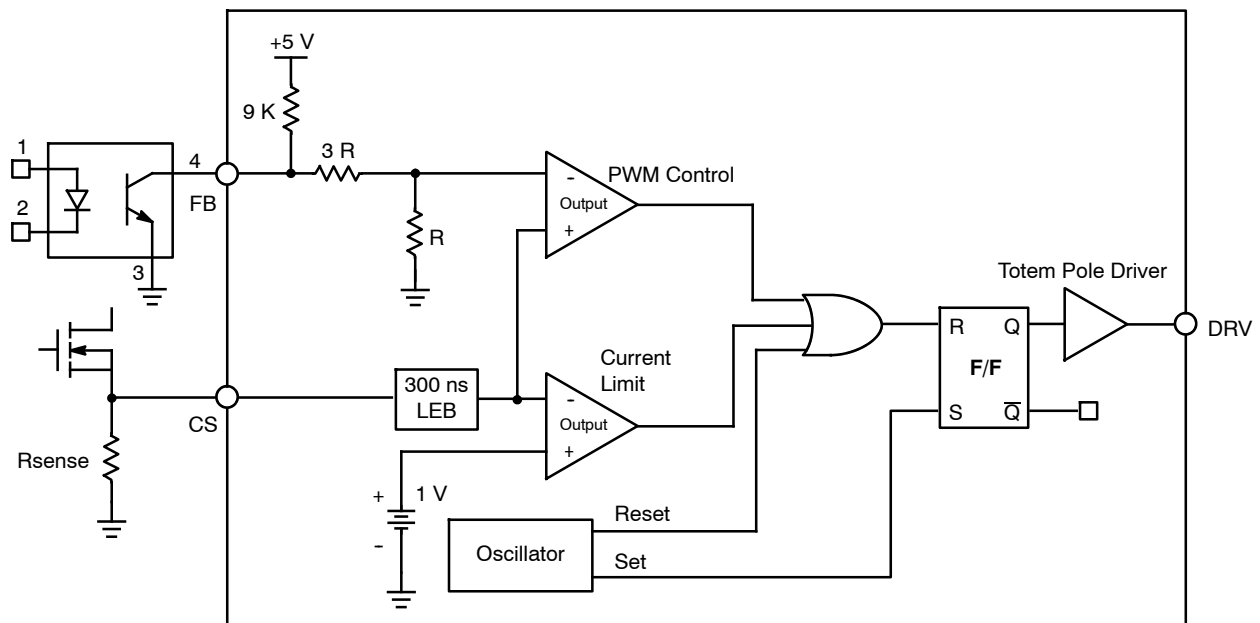 +5 V
9 K
1
2
4
3
FB
3 R
R
-
Output
+
PWM Control
Totem Pole Driver
R
Q
F/F
S
Q̅
DRV
Rsense
CS
300 ns
LEB
Current
Limit
-
Output
+
+
1 V
-
Oscillator
Reset
Set